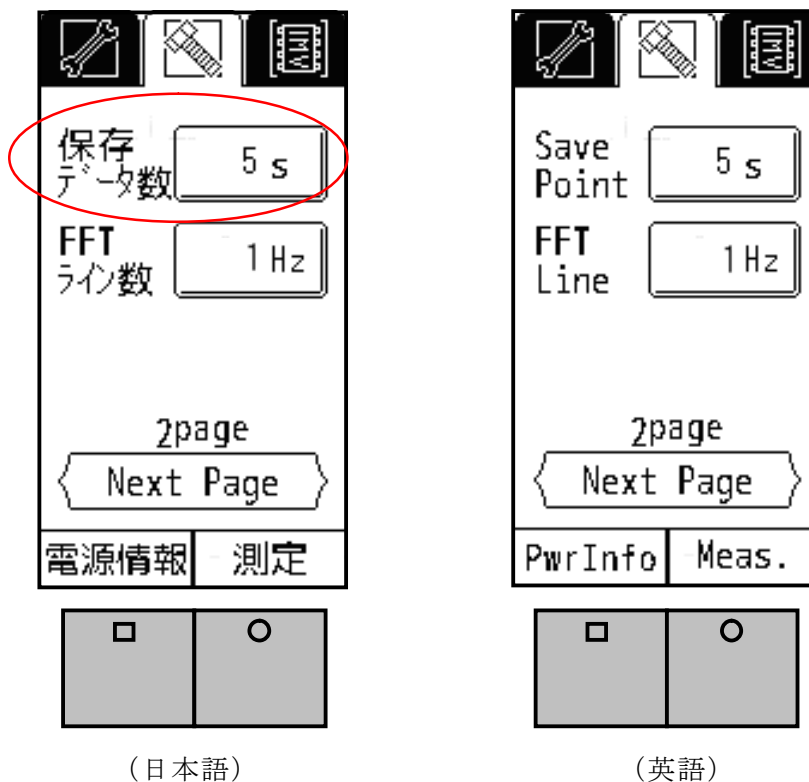 保存
データ数
5 s
FFT
ライン数
1 Hz
2page
Next Page
電源情報
測定
□
○
（日本語）
Save
Point
5 s
FFT
Line
1 Hz
2page
Next Page
PwrInfo
Meas.
□
○
（英語）